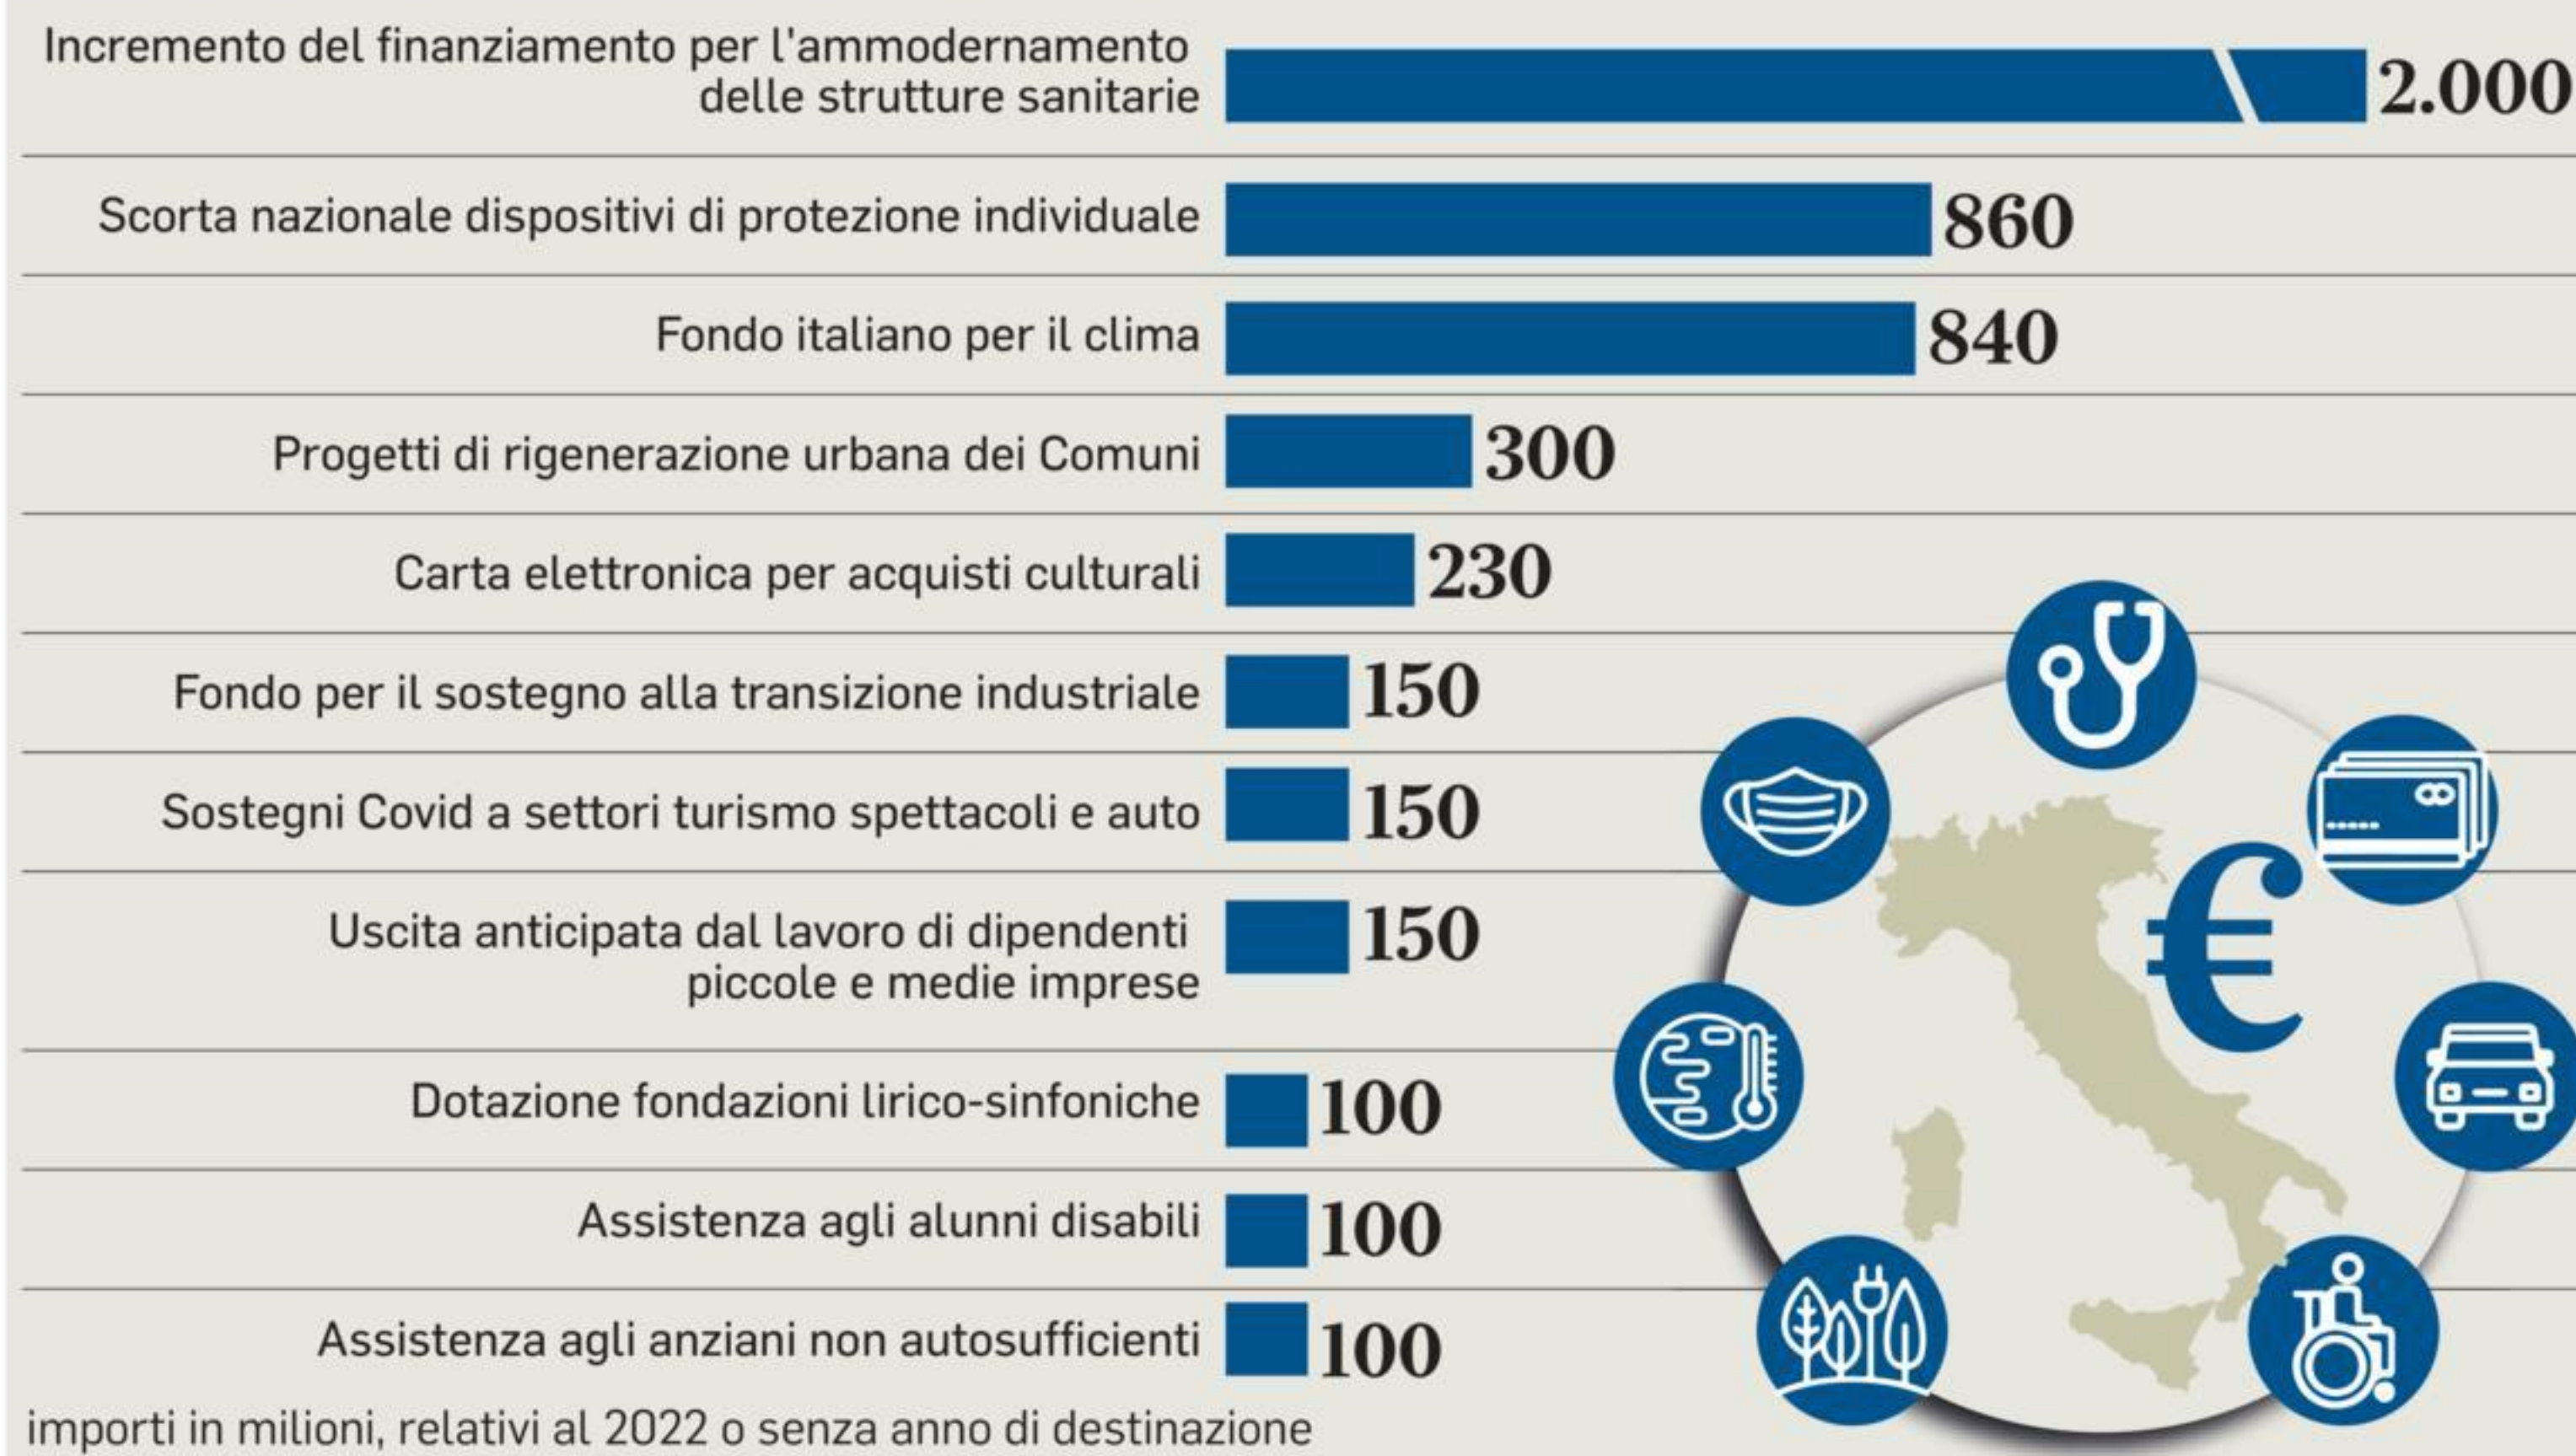 Incremento del finanziamento per l'ammodernamento
delle strutture sanitarie
2.000
Scorta nazionale dispositivi di protezione individuale
860
Fondo italiano per il clima
840
Progetti di rigenerazione urbana dei Comuni
300
Carta elettronica per acquisti culturali
230
Fondo per il sostegno alla transizione industriale
150
Sostegni Covid a settori turismo spettacoli e auto
150
Uscita anticipata dal lavoro di dipendenti
piccole e medie imprese
150
€
Dotazione fondazioni lirico-sinfoniche
100
Assistenza agli alunni disabili
100
Assistenza agli anziani non autosufficienti
100
importi in milioni, relativi al 2022 o senza anno di destinazione